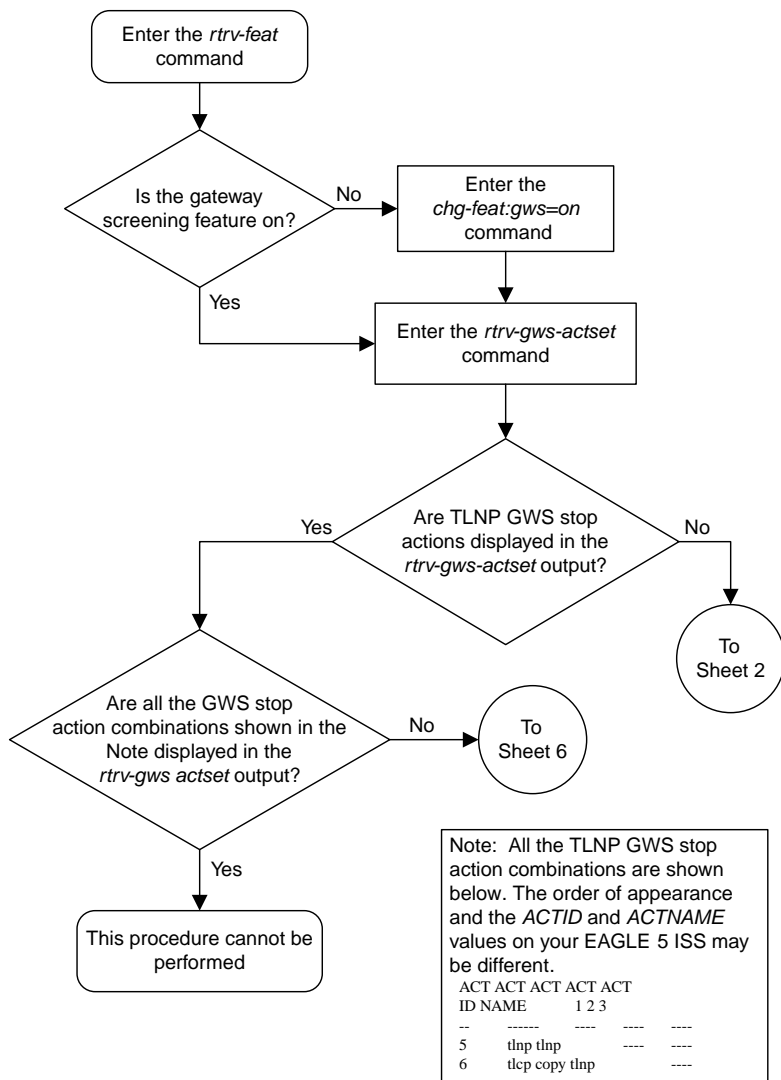 Enter the rtrv-feat
command
Is the gateway
screening feature on?
No
Enter the
chg-feat:gws=on
command
Yes
Enter the rtrv-gws-actset
command
Are TLNP GWS stop
actions displayed in the
rtrv-gws-actset output?
Yes
No
To
Sheet 2
Are all the GWS stop
action combinations shown in the
Note displayed in the
rtrv-gws actset output?
No
To
Sheet 6
Yes
This procedure cannot be
performed
Note: All the TLNP GWS stop
action combinations are shown
below. The order of appearance
and the ACTID and ACTNAME
values on your EAGLE 5 ISS may
be different.
ACT ACT ACT ACT ACT
ID NAME 1 2 3
-- ------ ---- ---- ----
5 tlnp tlnp ---- ----
6 tlcp copy tlnp ----